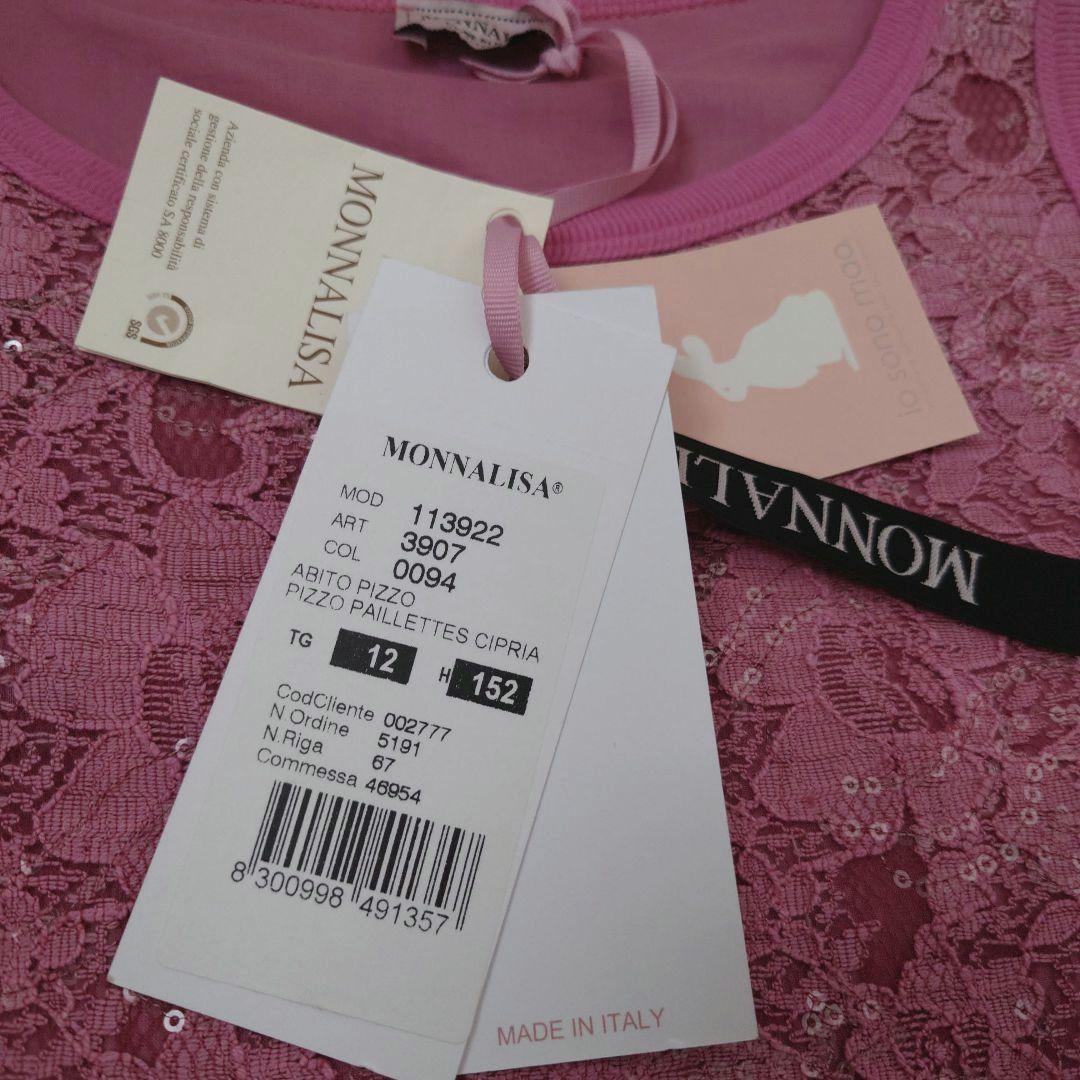 MONNALISA
Azienda con sistema di
gestione della responsabilità
sociale certificato SA 8000
SGS
MONNALISA
io sono mao
MONNALI
MONNALISA®
MOD 113922
ART 3907
COL 0094
ABITO PIZZO
PIZZO PAILLETTES CIPRIA
TG 12 H 152
CodCliente 002777
N Ordine 5191
N.Riga 67
Commessa 46954
8 300998 491357
MADE IN ITALY